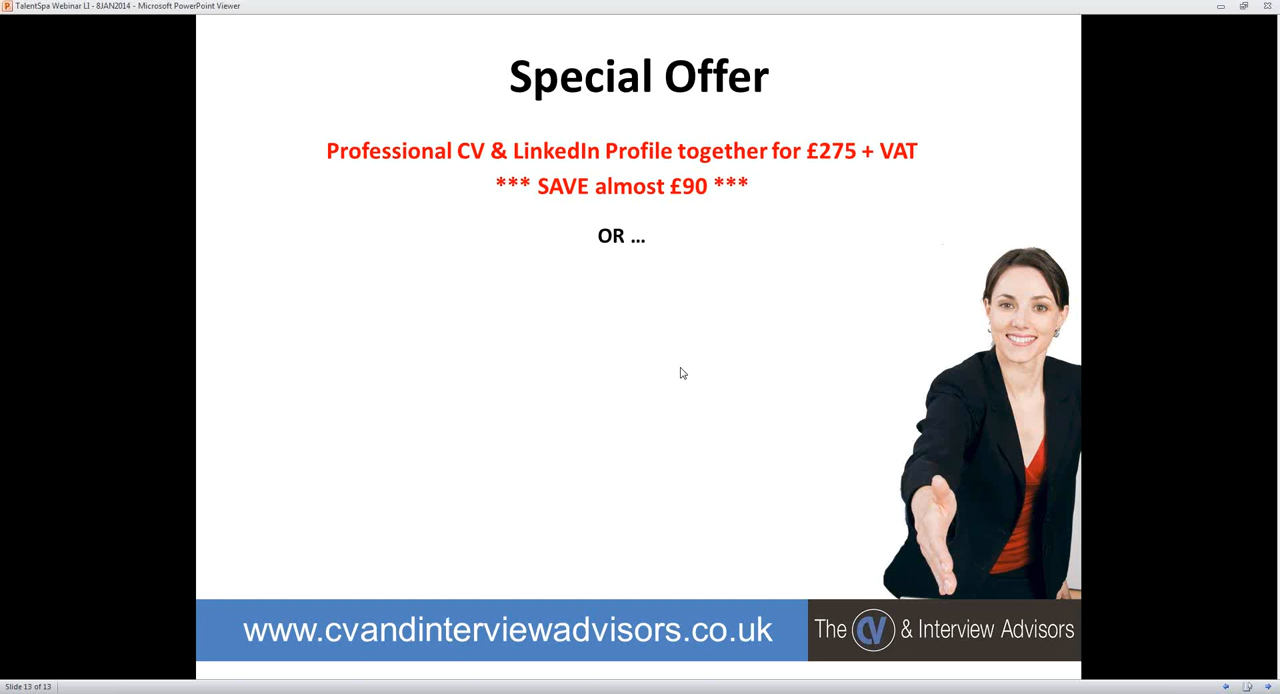 TalentSpa Webinar LI - 8JAN2014 - Microsoft PowerPoint Viewer
Special Offer
Professional CV & LinkedIn Profile together for £275 + VAT
*** SAVE almost £90 ***
OR ...
www.cvandinterviewadvisors.co.uk
The CV & Interview Advisors
Slide 13 of 13